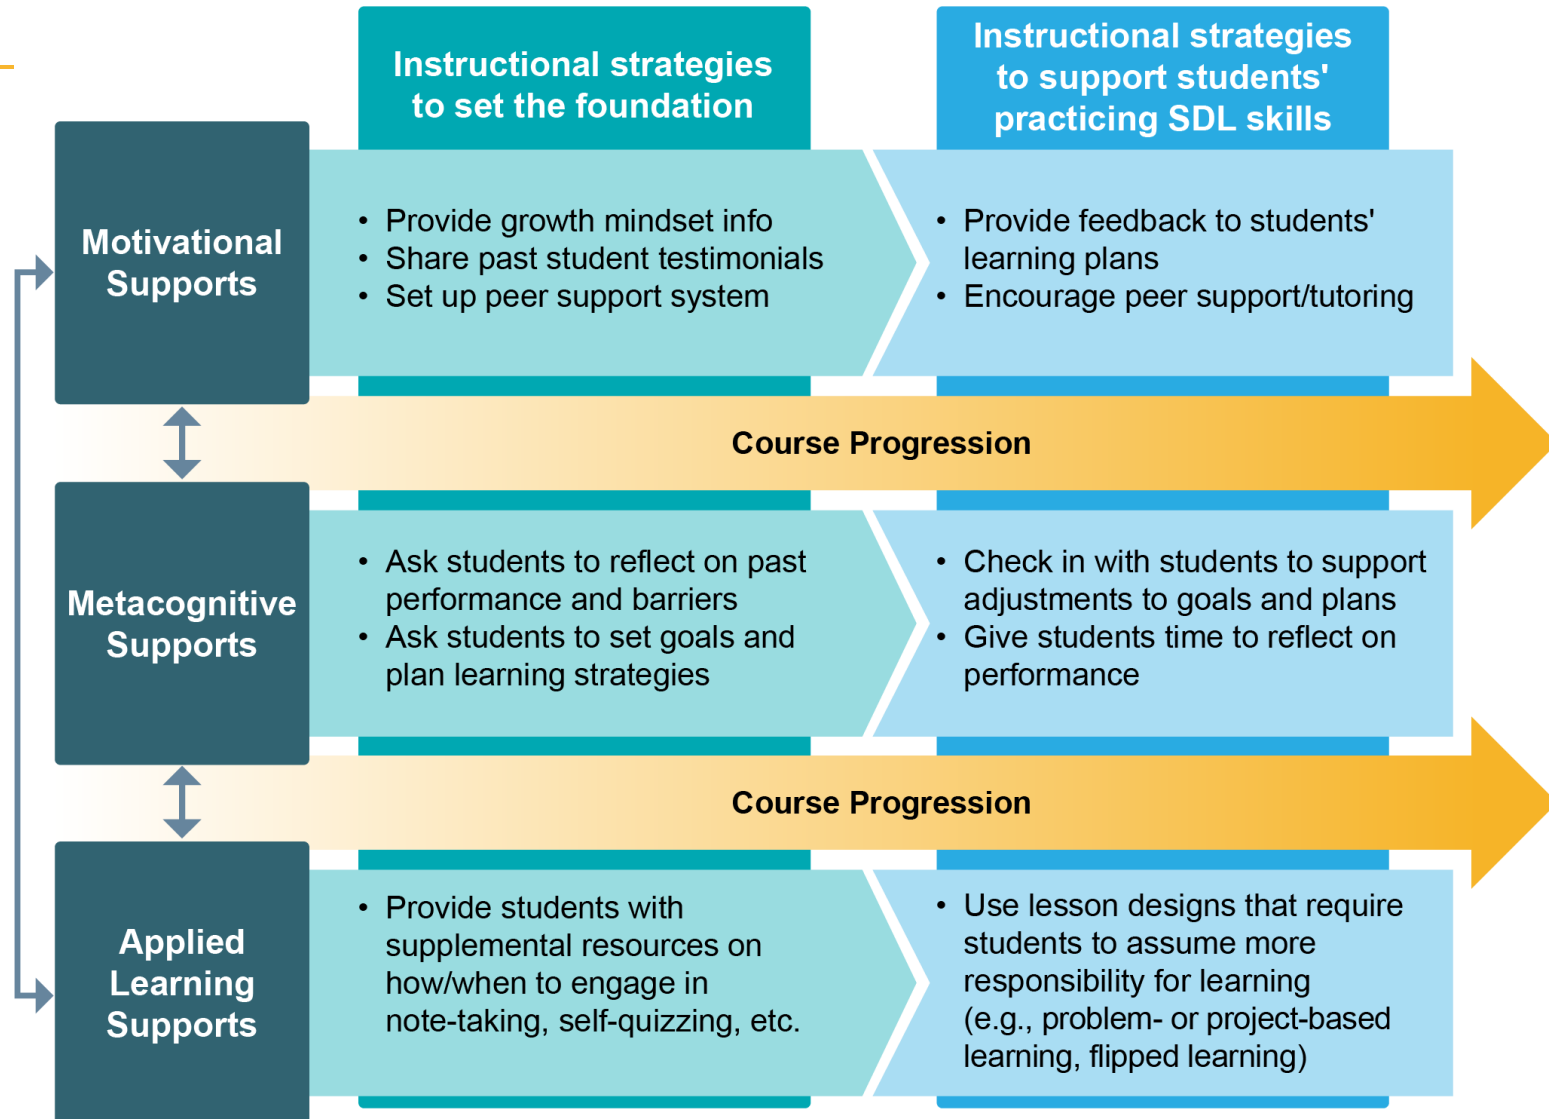 Instructional strategies
to set the foundation
Instructional strategies
to support students'
practicing SDL skills
Motivational
Supports
• Provide growth mindset info
• Share past student testimonials
• Set up peer support system
• Provide feedback to students'
learning plans
• Encourage peer support/tutoring
Course Progression
Metacognitive
Supports
• Ask students to reflect on past
performance and barriers
• Ask students to set goals and
plan learning strategies
• Check in with students to support
adjustments to goals and plans
• Give students time to reflect on
performance
Course Progression
Applied
Learning
Supports
• Provide students with
supplemental resources on
how/when to engage in
note-taking, self-quizzing, etc.
• Use lesson designs that require
students to assume more
responsibility for learning
(e.g., problem- or project-based
learning, flipped learning)